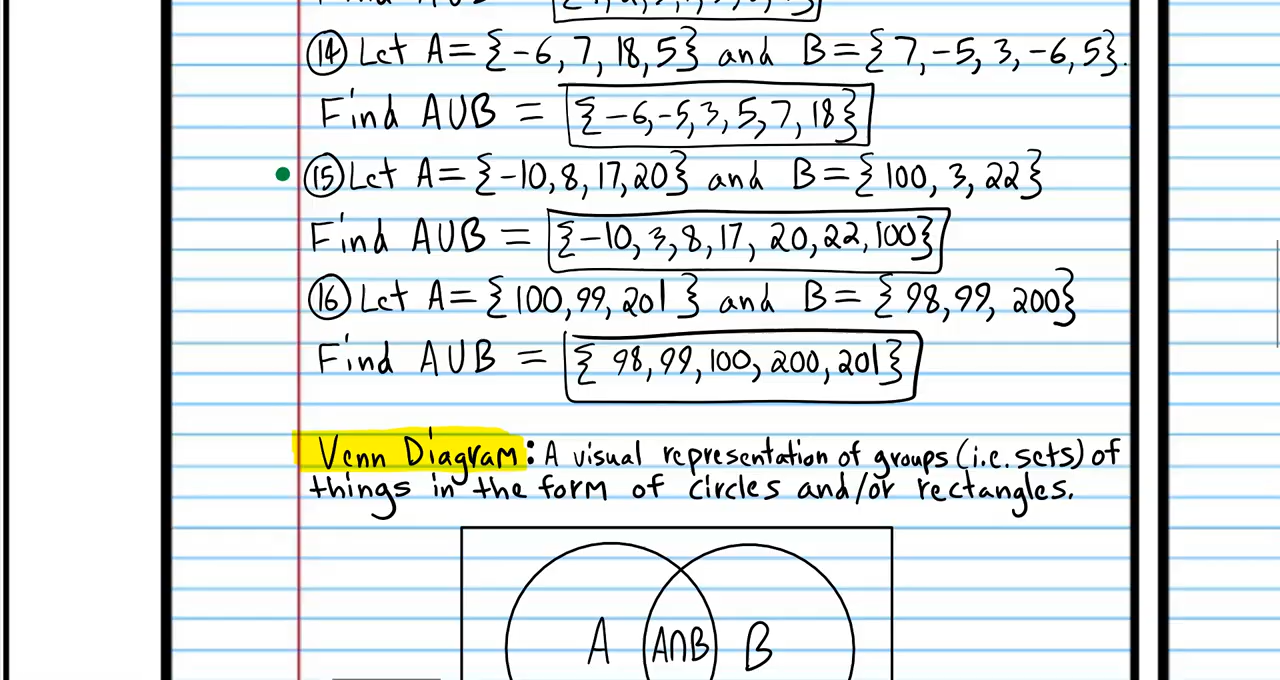 ⑭ Let A = {-6, 7, 18, 5} and B = {7, -5, 3, -6, 5}.
Find A∪B = {-6, -5, 3, 5, 7, 18}
⑮ Let A = {-10, 8, 17, 20} and B = {100, 3, 22}
Find A∪B = {-10, 3, 8, 17, 20, 22, 100}
⑯ Let A = {100, 99, 201} and B = {98, 99, 200}
Find A∪B = {98, 99, 100, 200, 201}
Venn Diagram: A visual representation of groups (i.e. sets) of
things in the form of circles and/or rectangles.
A A∩B B